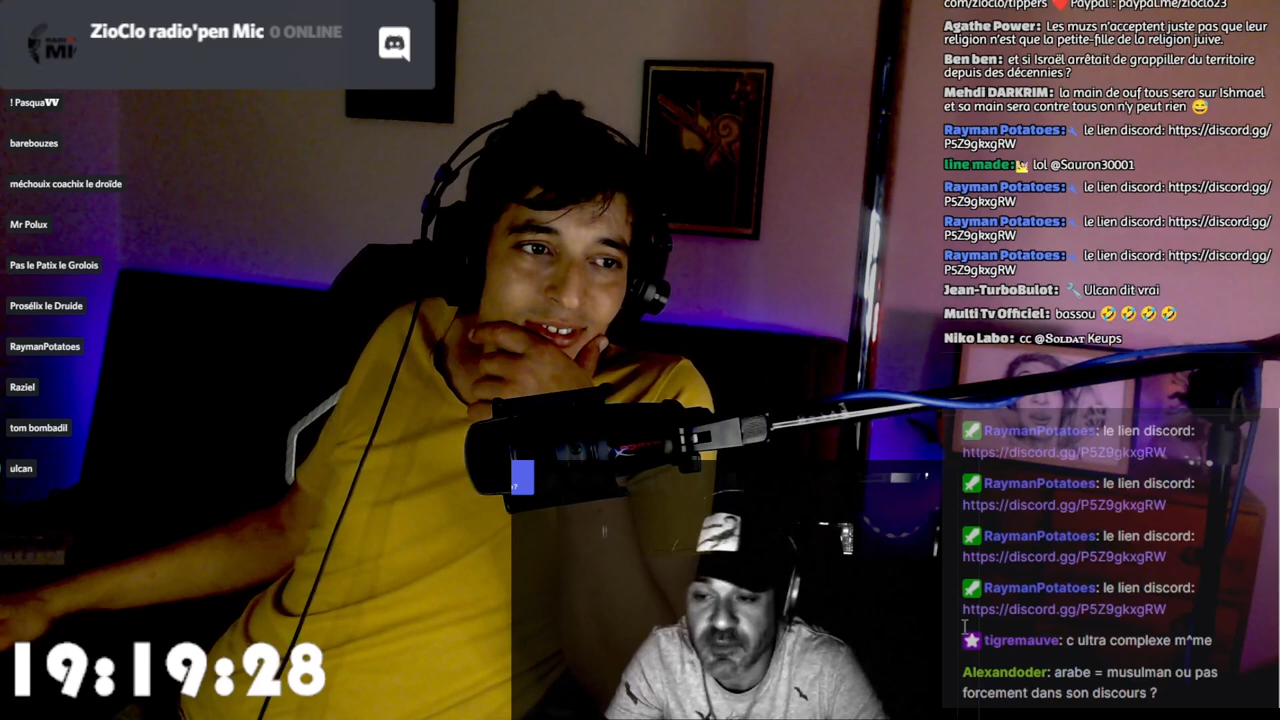 ZioClo radio'pen Mic 0 ONLINE
MI
! PasquaVV
barebouzes
méchouix coachix le droïde
Mr Polux
Pas le Patix le Grolois
Prosélix le Druide
RaymanPotatoes
Raziel
tom bombadil
ulcan
19:19:28
com/zioclo/tippers ❤️Paypal : paypal.me/zioclo23
Agathe Power: Les muz n'acceptent juste pas que leur
religion n'est que la petite-fille de la religion juive.
Ben ben: et si Israël arrêtait de grappiller du territoire
depuis des décennies ?
Mehdi DARKRIM: la main de ouf tous sera sur Ishmael
et sa main sera contre tous on n'y peut rien 😅
Rayman Potatoes: le lien discord: https://discord.gg/
P5Z9gkxgRW
line made: lol @Sauron30001
Rayman Potatoes: le lien discord: https://discord.gg/
P5Z9gkxgRW
Rayman Potatoes: le lien discord: https://discord.gg/
P5Z9gkxgRW
Rayman Potatoes: le lien discord: https://discord.gg/
P5Z9gkxgRW
Jean-TurboBulot: 🔧Ulcan dit vrai
Multi Tv Officiel: bassou 🤣 🤣 🤣 🤣
Niko Labo: cc @Soldat Keups
RaymanPotatoes: le lien discord:
https://discord.gg/P5Z9gkxgRW
RaymanPotatoes: le lien discord:
https://discord.gg/P5Z9gkxgRW
RaymanPotatoes: le lien discord:
https://discord.gg/P5Z9gkxgRW
RaymanPotatoes: le lien discord:
https://discord.gg/P5Z9gkxgRW
tigremauve: c ultra complexe m^me
Alexandoder: arabe = musulman ou pas
forcement dans son discours ?